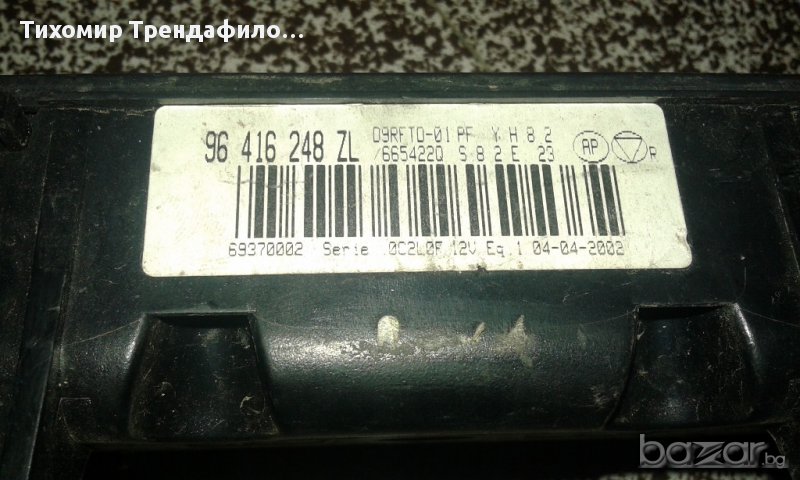 Тихомир Трендафило...
96 416 248 ZL
09RFTO-01 PF Y H 8 2
/665422Q S 8 2 E 23
AP
R
69370002 Serie 0C2L0F 12V Eq 1 04-04-2002
bazar.bg